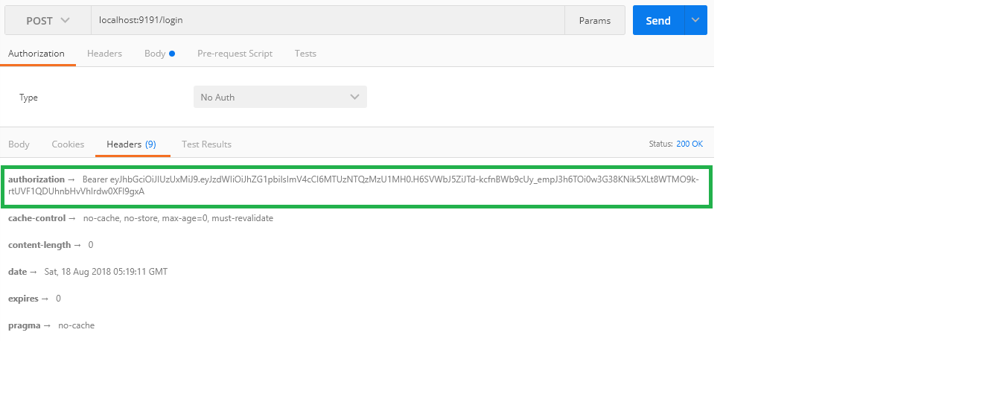 POST localhost:9191/login Params Send
Authorization Headers Body Pre-request Script Tests
Type No Auth
Body Cookies Headers (9) Test Results Status: 200 OK
authorization → Bearer eyJhbGciOiJIUzUxMiJ9.eyJzdWIiOiJhZG1pbiIsImV4cCI6MTUzNTQzMzU1MH0.H6SVWbJ5ZiJTd-kcfnBWb9cUy_empJ3h6TOi0w3G38KNik5XLt8WTMO9k-
rtUVF1QDUhnbHvVhIrdw0XFI9gxA
cache-control → no-cache, no-store, max-age=0, must-revalidate
content-length → 0
date → Sat, 18 Aug 2018 05:19:11 GMT
expires → 0
pragma → no-cache